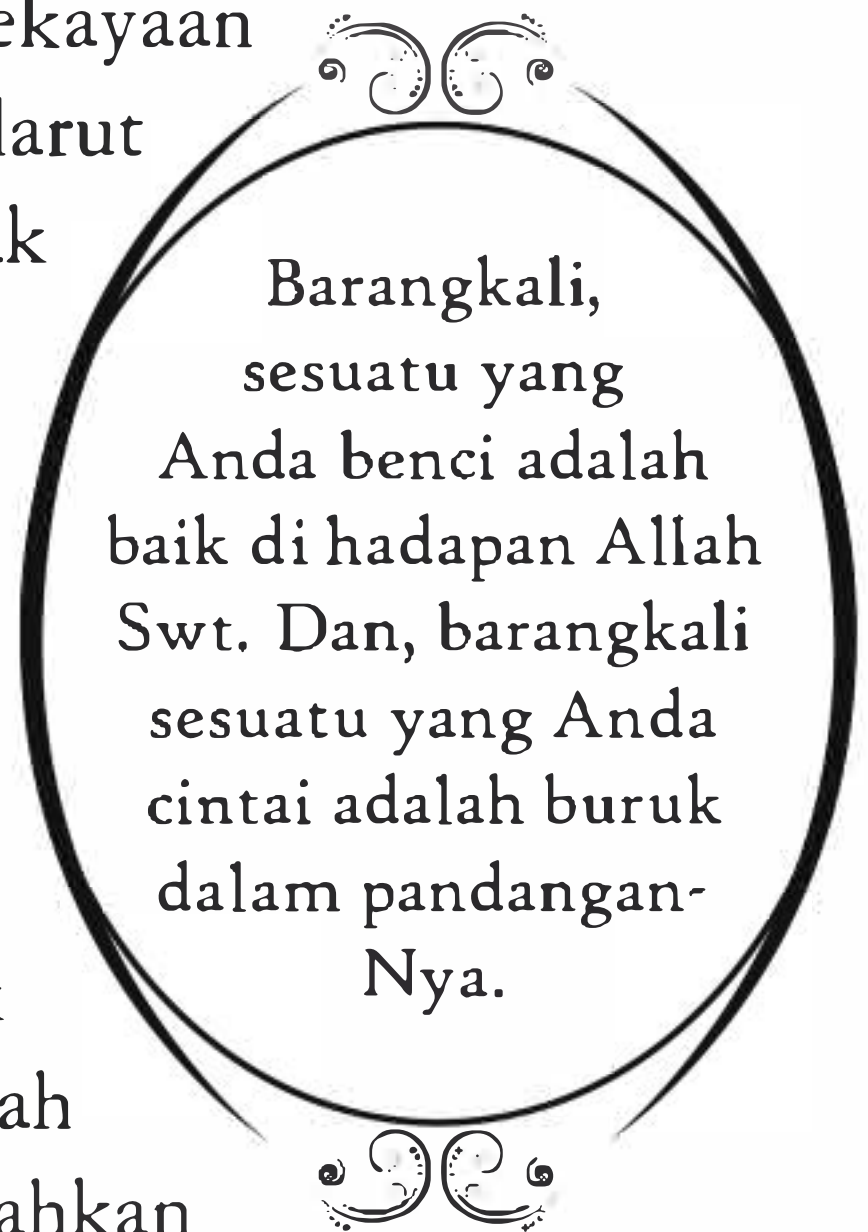 ekayaan
larut
k
Barangkali,
sesuatu yang
Anda benci adalah
baik di hadapan Allah
Swt. Dan, barangkali
sesuatu yang Anda
cintai adalah buruk
dalam pandangan-
Nya.
ah
ahkan